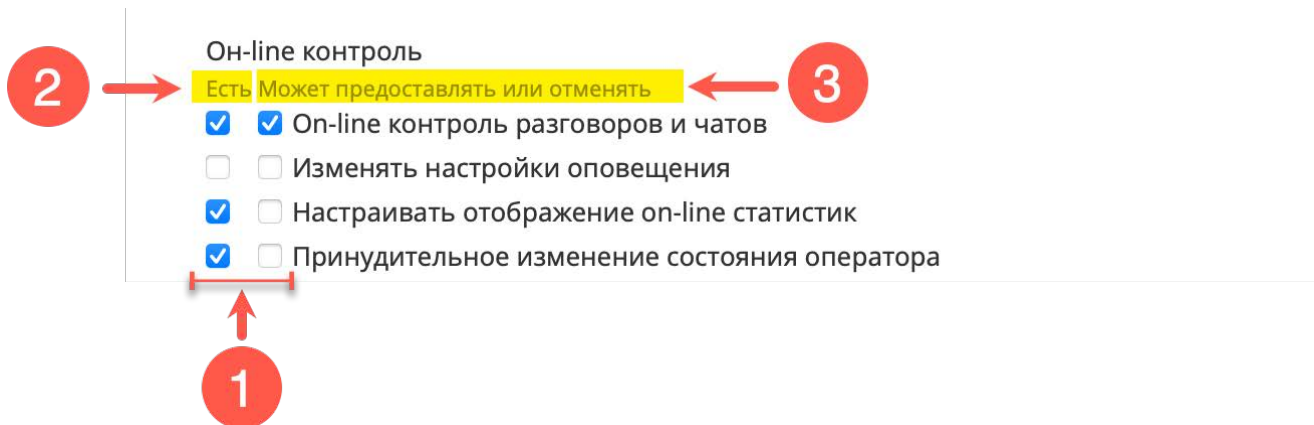 Он-line контроль
2 Есть Может предоставлять или отменять 3
On-line контроль разговоров и чатов
Изменять настройки оповещения
Настраивать отображение on-line статистик
Принудительное изменение состояния оператора
1